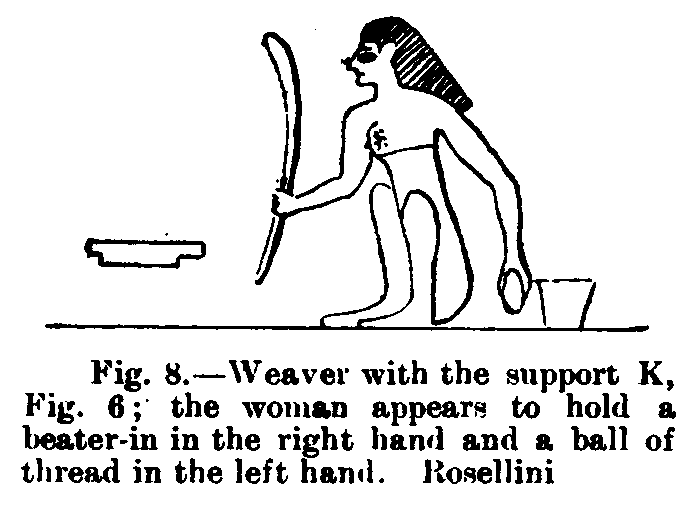 Fig. 8.—Weaver with the support K,
Fig. 6; the woman appears to hold a
beater-in in the right hand and a ball of
thread in the left hand. Rosellini